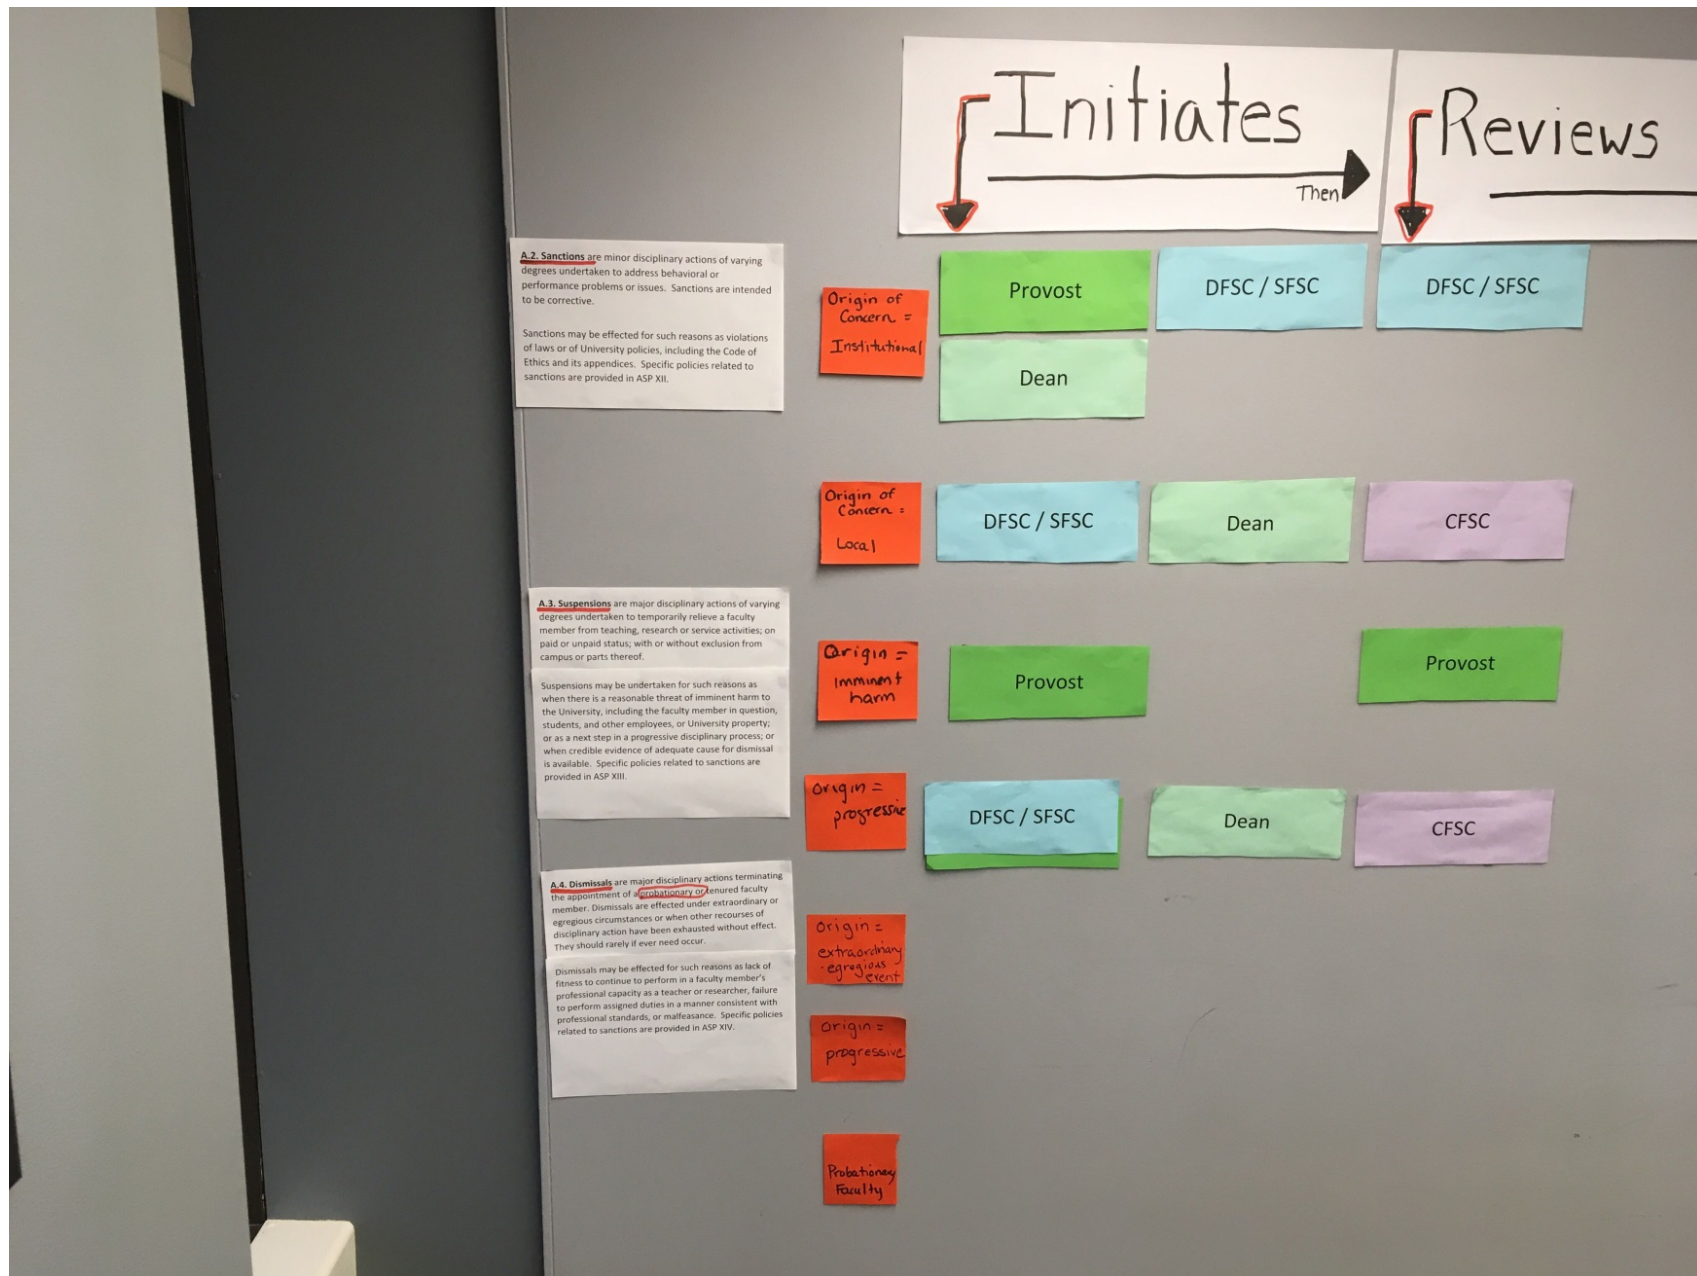 Initiates
Then
Reviews
A.2. Sanctions are minor disciplinary actions of varying
degrees undertaken to address behavioral or
performance problems or issues. Sanctions are intended
to be corrective.
Sanctions may be effected for such reasons as violations
of laws or of University policies, including the Code of
Ethics and its appendices. Specific policies related to
sanctions are provided in ASP XII.
Origin of
Concern =
Institutional
Provost
DFSC / SFSC
DFSC / SFSC
Dean
Origin of
Concern =
Local
DFSC / SFSC
Dean
CFSC
A.3. Suspensions are major disciplinary actions of varying
degrees undertaken to temporarily relieve a faculty
member from teaching, research or service activities; on
paid or unpaid status; with or without exclusion from
campus or parts thereof.
Suspensions may be undertaken for such reasons as
when there is a reasonable threat of imminent harm to
the University, including the faculty member in question,
students, and other employees, or University property;
or as a next step in a progressive disciplinary process; or
when credible evidence of adequate cause for dismissal
is available. Specific policies related to sanctions are
provided in ASP XIII.
Origin =
imminent
harm
Provost
Provost
Origin =
progressive
DFSC / SFSC
Dean
CFSC
A.4. Dismissals are major disciplinary actions terminating
the appointment of a probationary or tenured faculty
member. Dismissals are effected under extraordinary or
egregious circumstances or when other recourses of
disciplinary action have been exhausted without effect.
They should rarely if ever need occur.
Dismissals may be effected for such reasons as lack of
fitness to continue to perform in a faculty member's
professional capacity as a teacher or researcher, failure
to perform assigned duties in a manner consistent with
professional standards, or malfeasance. Specific policies
related to sanctions are provided in ASP XIV.
Origin =
extraordinary
egregious
event
Origin =
progressive
Probationary
Faculty